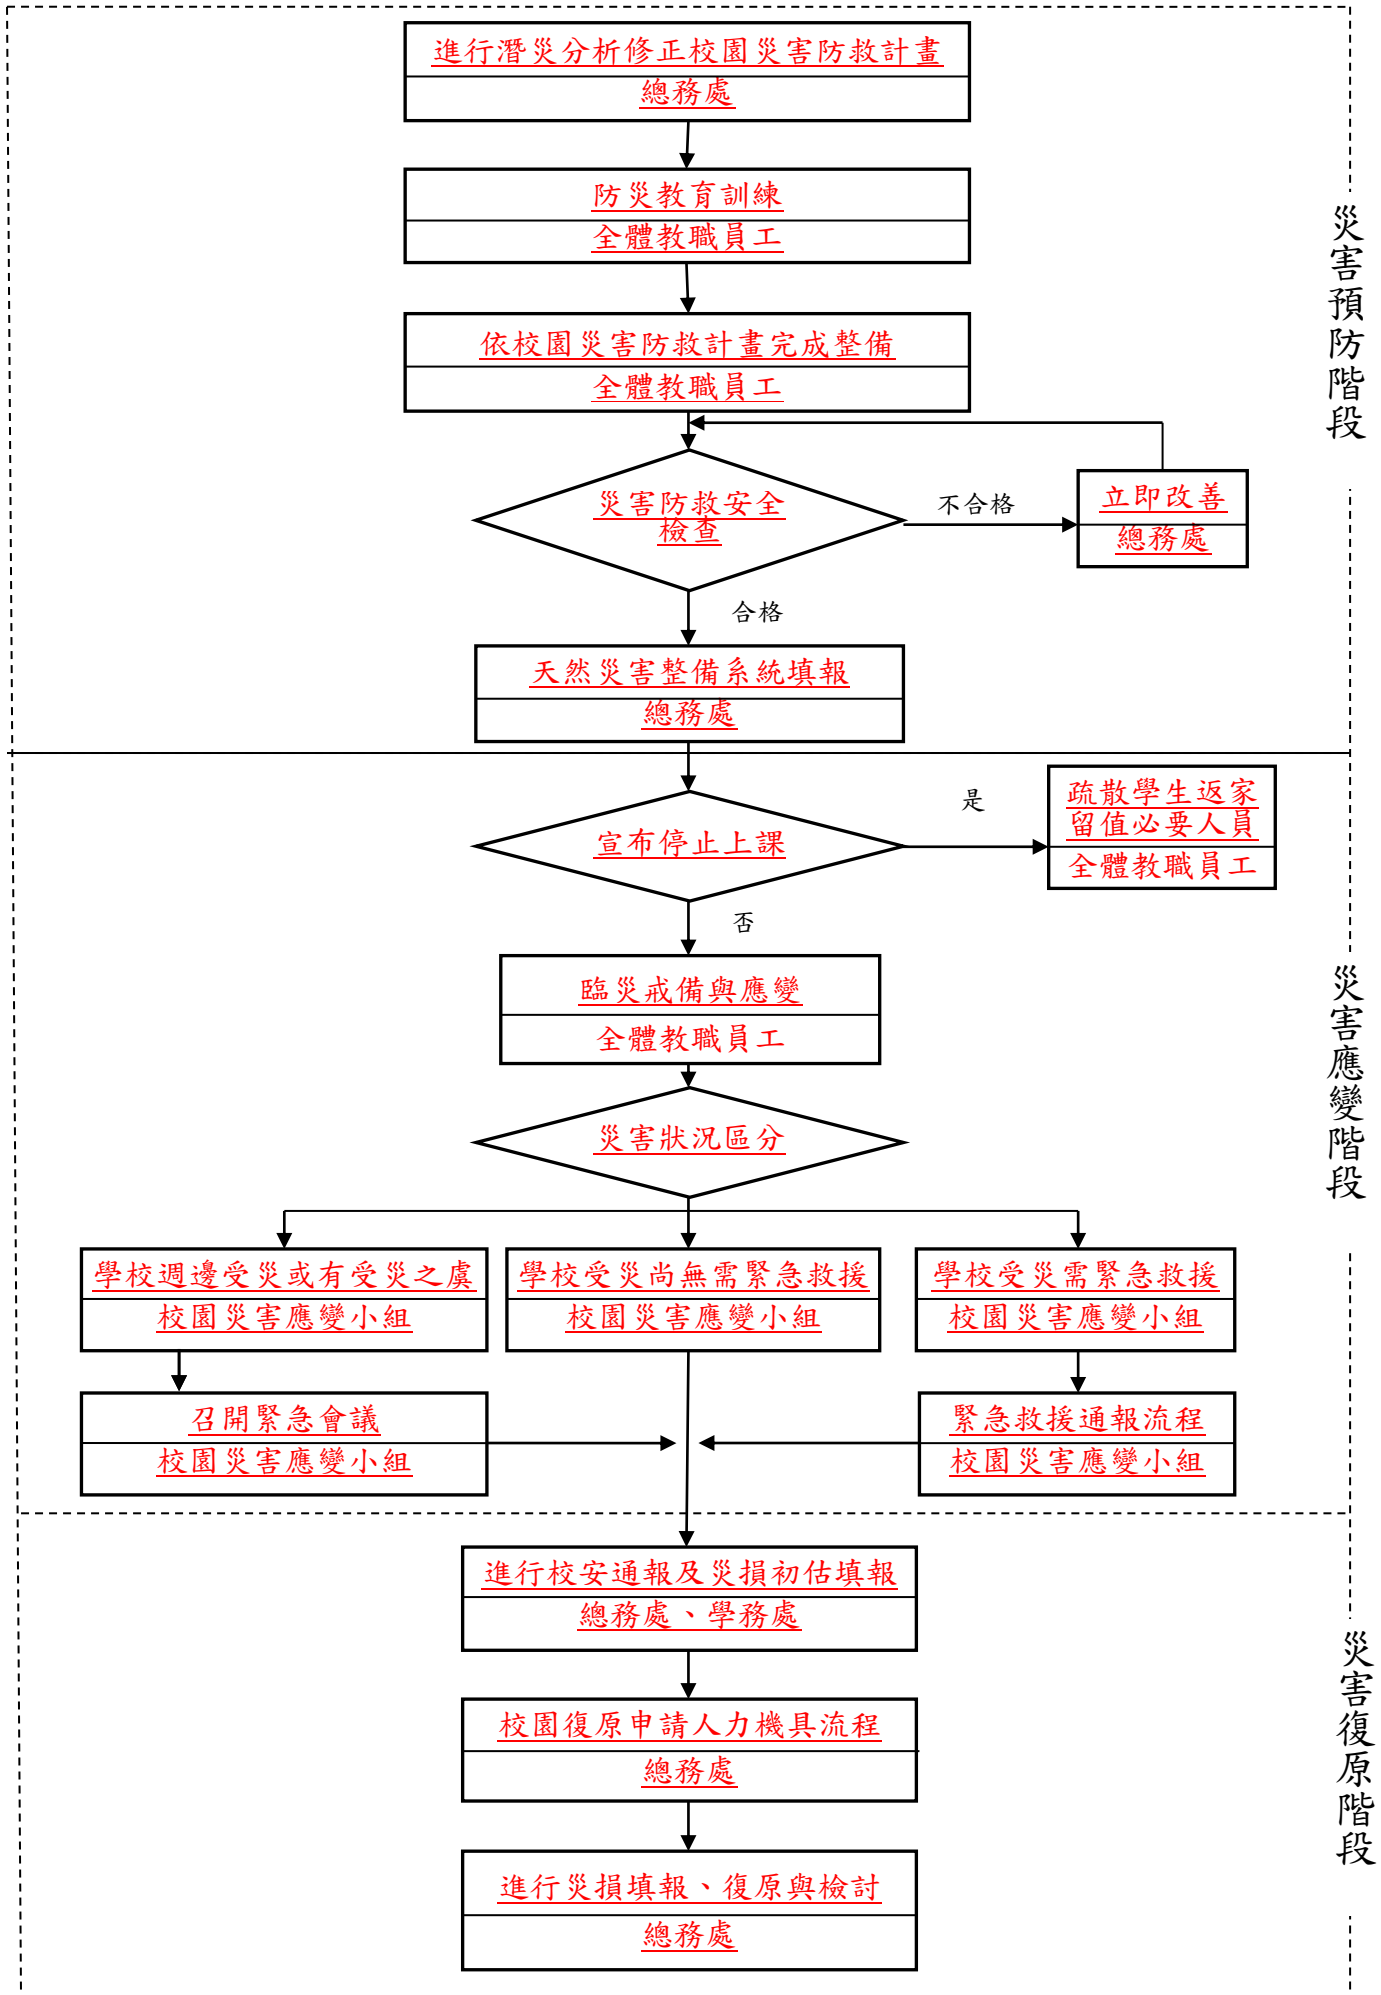 進行潛災分析修正校園災害防救計畫
總務處
防災教育訓練
全體教職員工
依校園災害防救計畫完成整備
全體教職員工
災害預防階段
災害防救安全
檢查
不合格
立即改善
總務處
合格
天然災害整備系統填報
總務處
宣布停止上課
是
疏散學生返家
留值必要人員
全體教職員工
否
臨災戒備與應變
全體教職員工
災害應變階段
災害狀況區分
學校週邊受災或有受災之虞
校園災害應變小組
學校受災尚無需緊急救援
校園災害應變小組
學校受災需緊急救援
校園災害應變小組
召開緊急會議
校園災害應變小組
緊急救援通報流程
校園災害應變小組
進行校安通報及災損初估填報
總務處、學務處
校園復原申請人力機具流程
總務處
災害復原階段
進行災損填報、復原與檢討
總務處